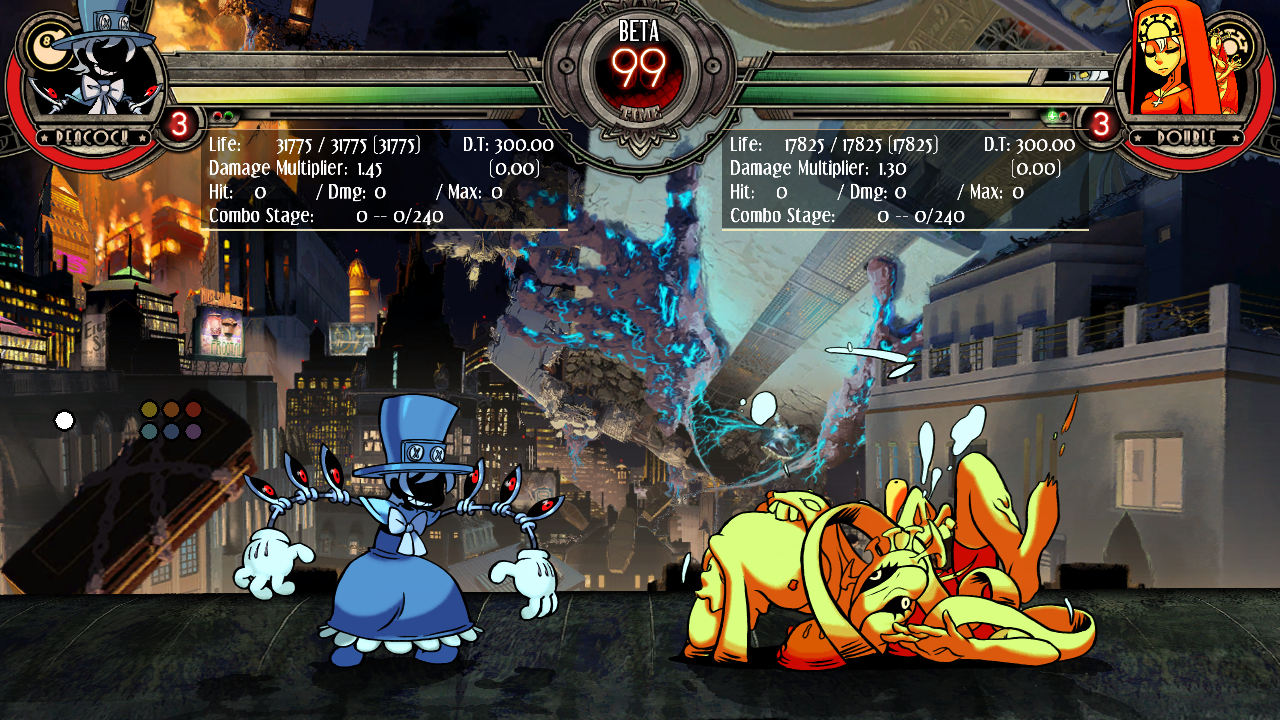 BETA
99
TIME
8
PEACOCK
3
3
DOUBLE
Life: 31775 / 31775 (31775) D.T: 300.00
Damage Multiplier: 1.45 (0.00)
Hit: 0 / Dmg: 0 / Max: 0
Combo Stage: 0 -- 0/240
Life: 17825 / 17825 (17825) D.T: 300.00
Damage Multiplier: 1.30 (0.00)
Hit: 0 / Dmg: 0 / Max: 0
Combo Stage: 0 -- 0/240